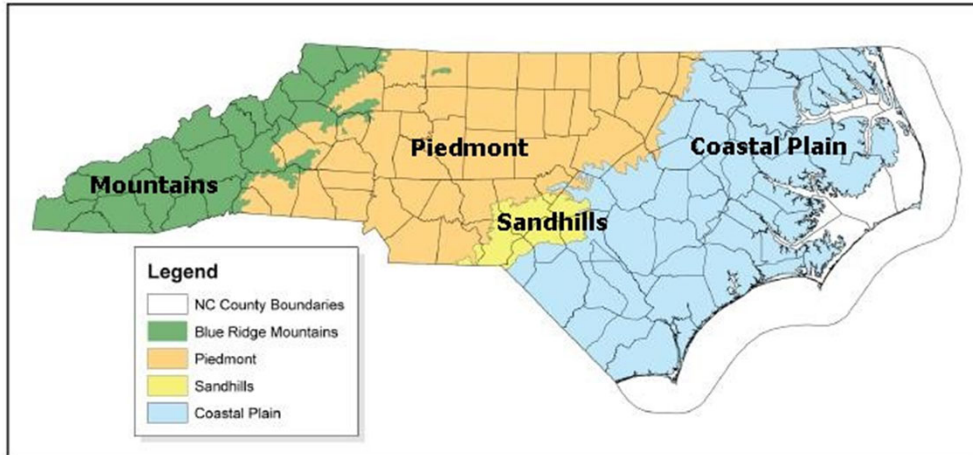 Piedmont
Coastal Plain
Mountains
Sandhills
Legend
NC County Boundaries
Blue Ridge Mountains
Piedmont
Sandhills
Coastal Plain